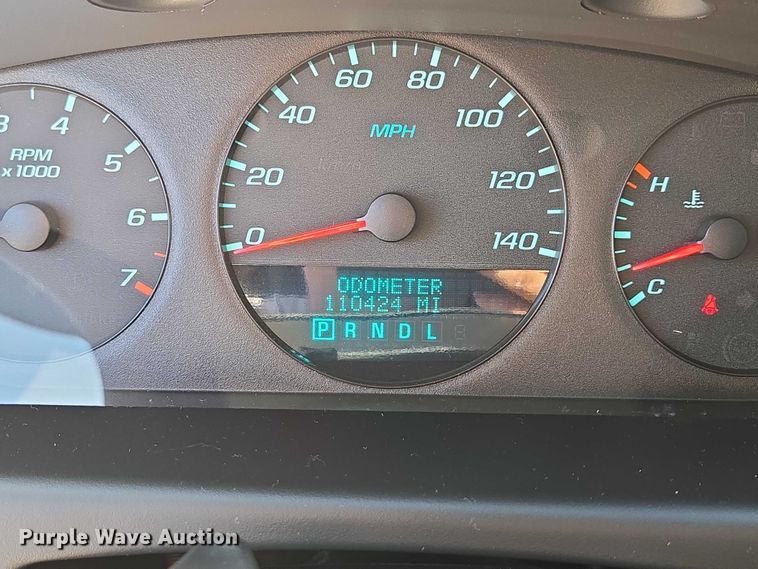 3 4 5 6 7
RPM
x 1000
0 20 40 60 80 100 120 140
MPH
ODOMETER
110424 MI
P R N D L
H
C
Purple Wave Auction